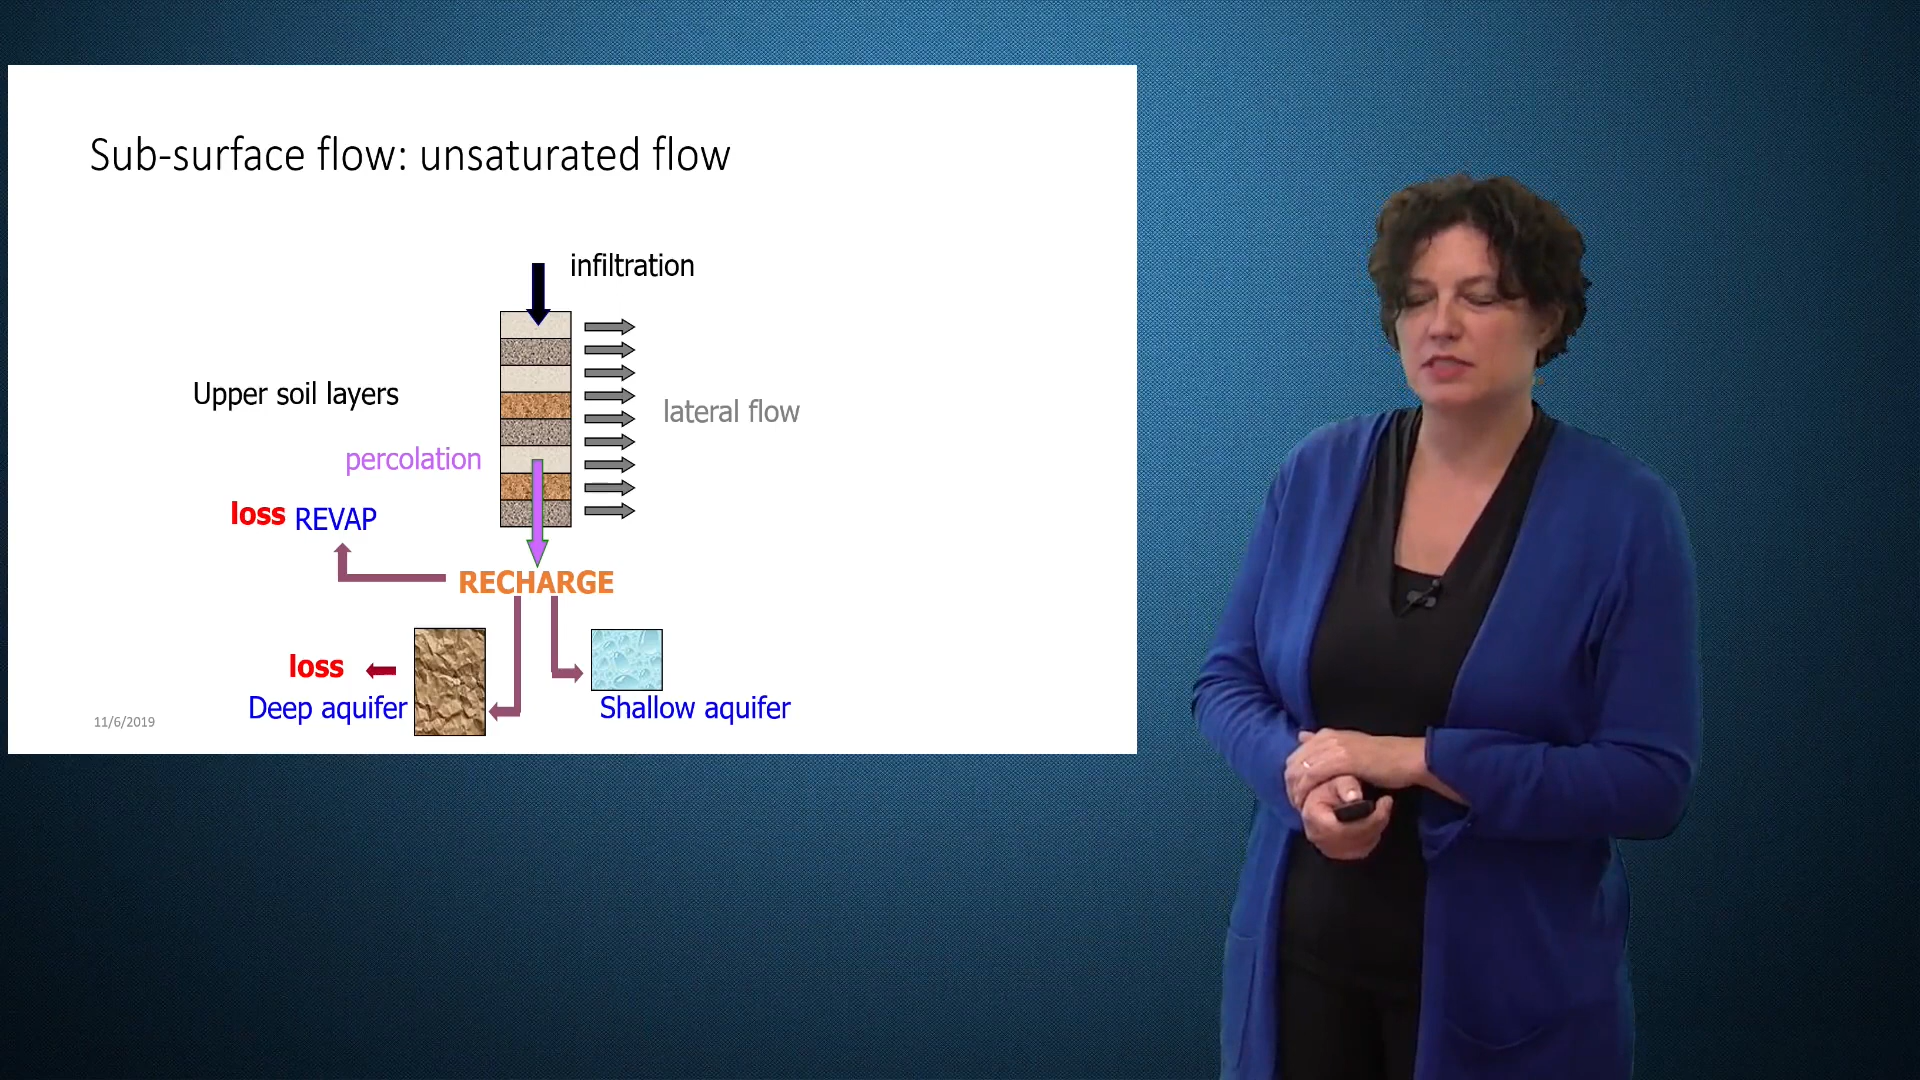 Sub-surface flow: unsaturated flow
infiltration
Upper soil layers
lateral flow
percolation
loss REVAP
RECHARGE
loss
Deep aquifer
Shallow aquifer
11/6/2019